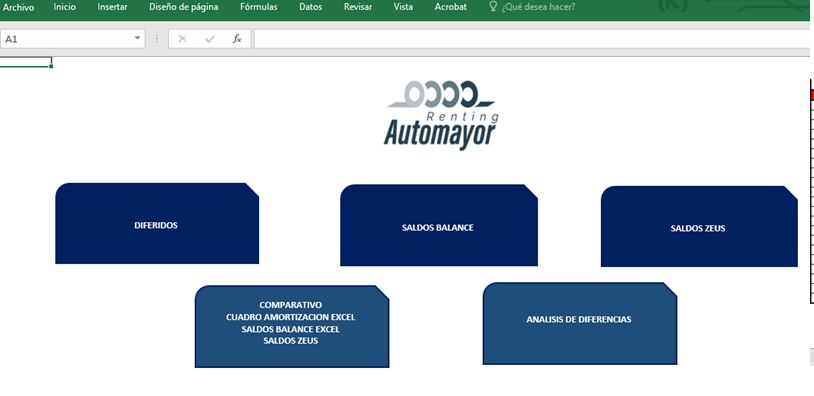 Archivo Inicio Insertar Diseño de página Fórmulas Datos Revisar Vista Acrobat ¿Qué desea hacer?
A1 fx
Renting
Automayor
DIFERIDOS
SALDOS BALANCE
SALDOS ZEUS
COMPARATIVO
CUADRO AMORTIZACION EXCEL
SALDOS BALANCE EXCEL
SALDOS ZEUS
ANALISIS DE DIFERENCIAS